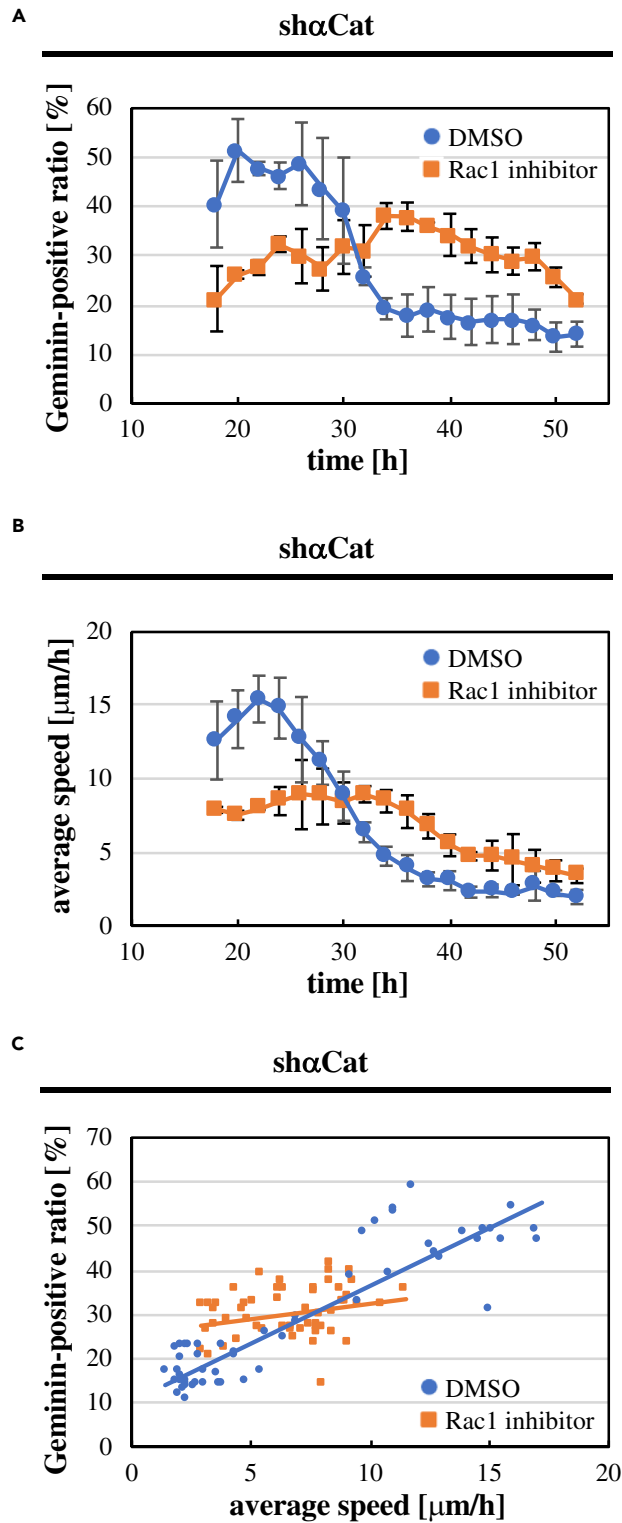 A
shαCat
Geminin-positive ratio [%]
60
50
40
30
20
10
0
DMSO
Rac1 inhibitor
10 20 30 40 50
time [h]
B
shαCat
average speed [μm/h]
20
15
10
5
0
DMSO
Rac1 inhibitor
10 20 30 40 50
time [h]
C
shαCat
Geminin-positive ratio [%]
70
60
50
40
30
20
10
0
DMSO
Rac1 inhibitor
0 5 10 15 20
average speed [μm/h]